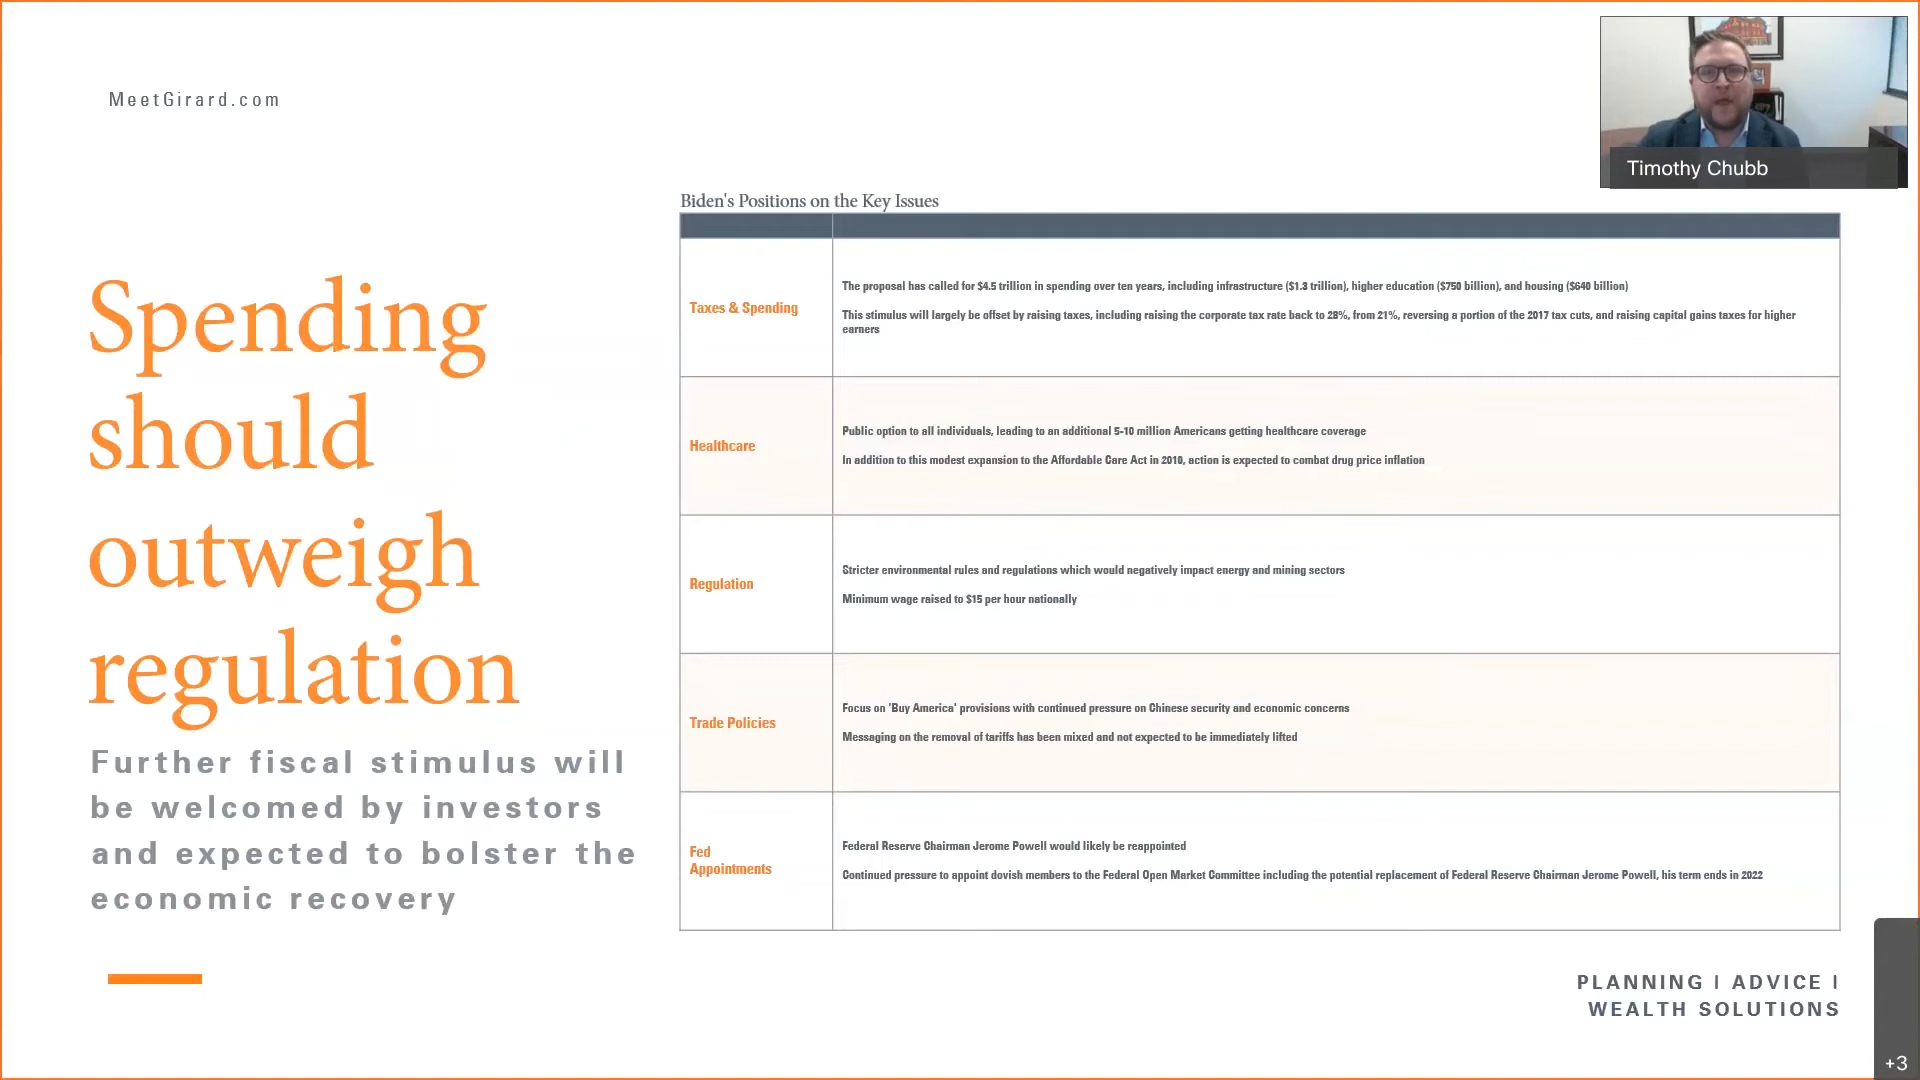 MeetGirard.com
Timothy Chubb
Spending
should
outweigh
regulation
Further fiscal stimulus will
be welcomed by investors
and expected to bolster the
economic recovery
Biden's Positions on the Key Issues
Taxes & Spending
The proposal has called for $4.5 trillion in spending over ten years, including infrastructure ($1.3 trillion), higher education ($750 billion), and housing ($640 billion)
This stimulus will largely be offset by raising taxes, including raising the corporate tax rate back to 28%, from 21%, reversing a portion of the 2017 tax cuts, and raising capital gains taxes for higher
earners
Healthcare
Public option to all individuals, leading to an additional 5-10 million Americans getting healthcare coverage
In addition to this modest expansion to the Affordable Care Act in 2010, action is expected to combat drug price inflation
Regulation
Stricter environmental rules and regulations which would negatively impact energy and mining sectors
Minimum wage raised to $15 per hour nationally
Trade Policies
Focus on 'Buy America' provisions with continued pressure on Chinese security and economic concerns
Messaging on the removal of tariffs has been mixed and not expected to be immediately lifted
Fed
Appointments
Federal Reserve Chairman Jerome Powell would likely be reappointed
Continued pressure to appoint dovish members to the Federal Open Market Committee including the potential replacement of Federal Reserve Chairman Jerome Powell, his term ends in 2022
PLANNING | ADVICE |
WEALTH SOLUTIONS
+3